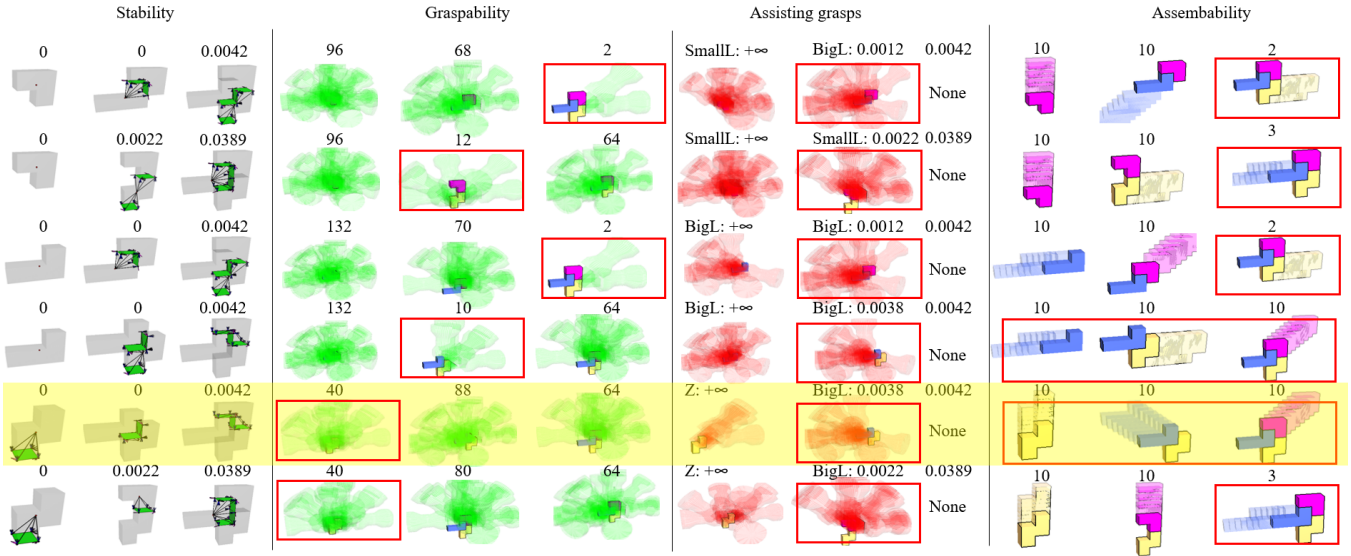 Stability Graspability Assisting grasps Assembability
0 0 0.0042 96 68 2 SmallL: +∞ BigL: 0.0012 0.0042 10 10 2
None
0 0.0022 0.0389 96 12 64 SmallL: +∞ SmallL: 0.0022 0.0389 10 10 3
None
0 0 0.0042 132 70 2 BigL: +∞ BigL: 0.0012 0.0042 10 10 2
None
0 0 0.0042 132 10 64 BigL: +∞ BigL: 0.0038 0.0042 10 10 10
None
0 0 0.0042 40 88 64 Z: +∞ BigL: 0.0038 0.0042 10 10 10
None
0 0.0022 0.0389 40 80 64 Z: +∞ BigL: 0.0022 0.0389 10 10 3
None